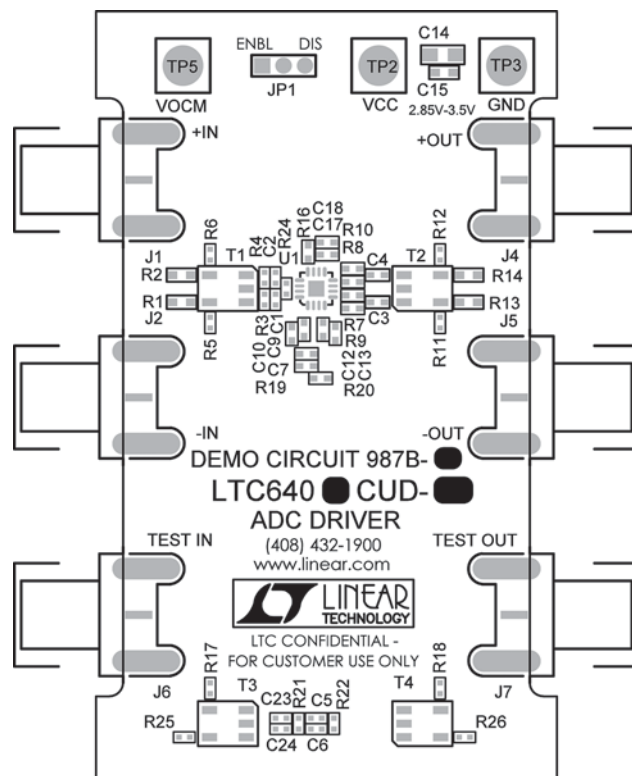 ENBL DIS
C14
TP5
TP2
TP3
JP1
C15
VOCM
VCC
2.85V-3.5V
GND
+IN
+OUT
R6
R4
C2
R24
R16
C18
C17
R10
R8
R12
J1
T1
U1
C4
T2
J4
R2
R14
R1
R13
J2
R5
R3
C1
C3
R7
R9
R11
J5
C10
C9
C7
C12
C13
R19
R20
-IN
-OUT
DEMO CIRCUIT 987B-
LTC640 CUD-
ADC DRIVER
TEST IN
TEST OUT
(408) 432-1900
www.linear.com
LT LINEAR
TECHNOLOGY
LTC CONFIDENTIAL -
FOR CUSTOMER USE ONLY
R17
R18
J6
T3
C23
R21
C5
R22
T4
J7
R25
C24
C6
R26